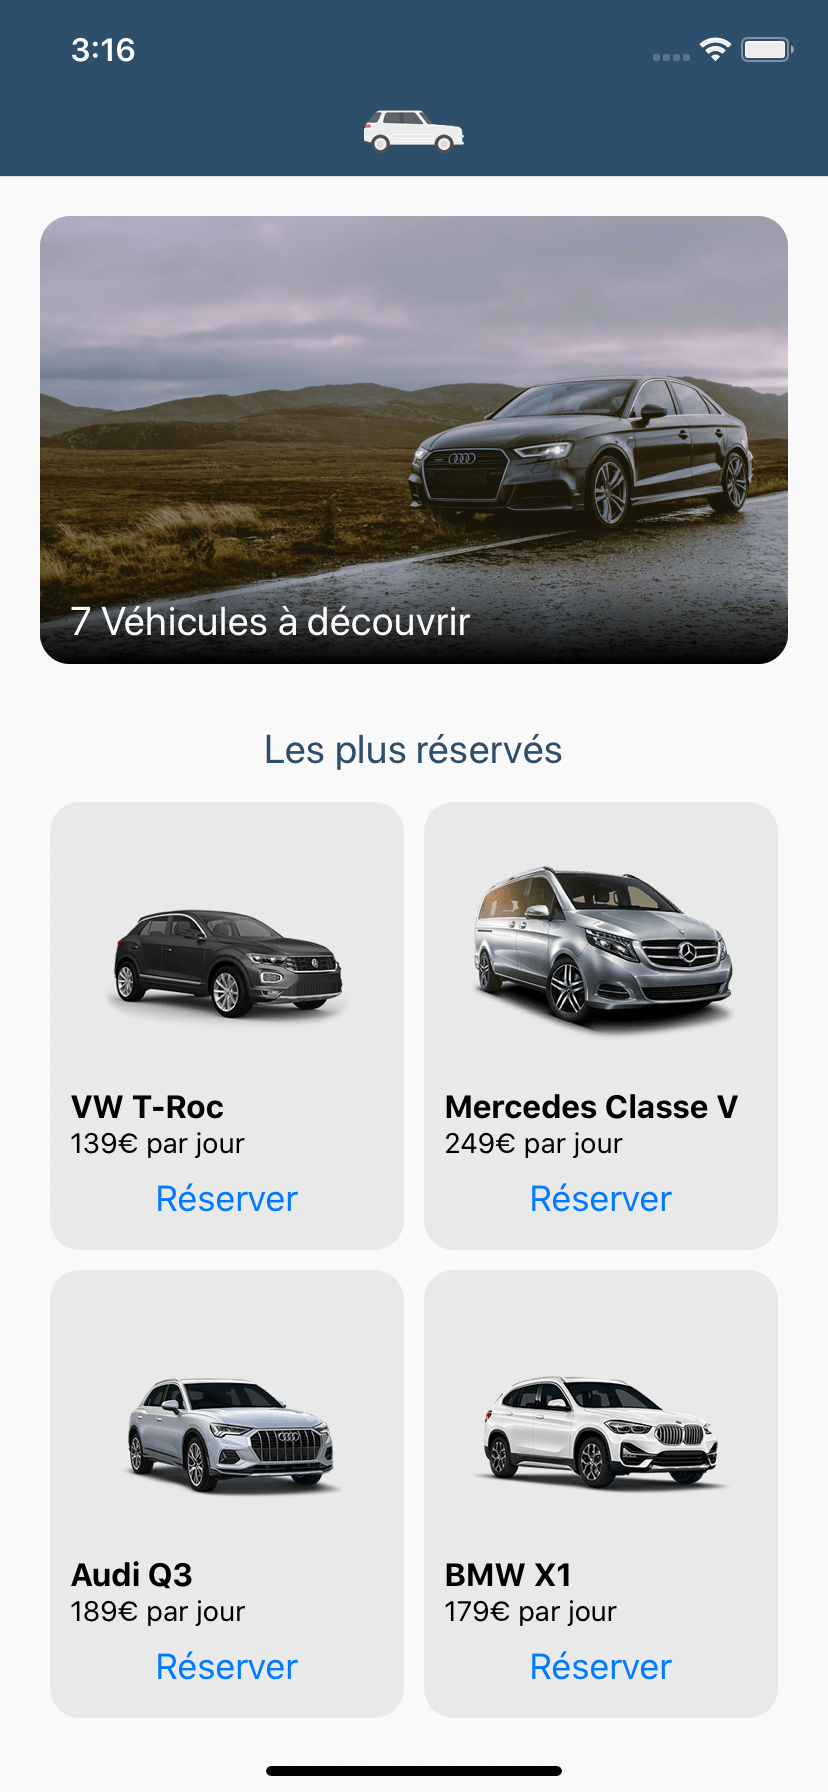 3:16
7 Véhicules à découvrir
Les plus réservés
VW T-Roc
139€ par jour
Réserver
Mercedes Classe V
249€ par jour
Réserver
Audi Q3
189€ par jour
Réserver
BMW X1
179€ par jour
Réserver